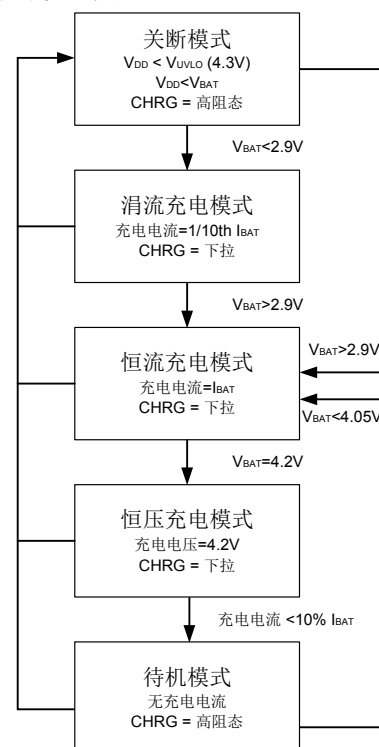 关断模式
VDD < VUVLO (4.3V)
VDD<VBAT
CHRG = 高阻态
VBAT<2.9V
涓流充电模式
充电电流=1/10th IBAT
CHRG = 下拉
VBAT>2.9V
恒流充电模式
充电电流=IBAT
CHRG = 下拉
VBAT>2.9V
VBAT<4.05V
VBAT=4.2V
恒压充电模式
充电电压=4.2V
CHRG = 下拉
充电电流 <10% IBAT
待机模式
无充电电流
CHRG = 高阻态